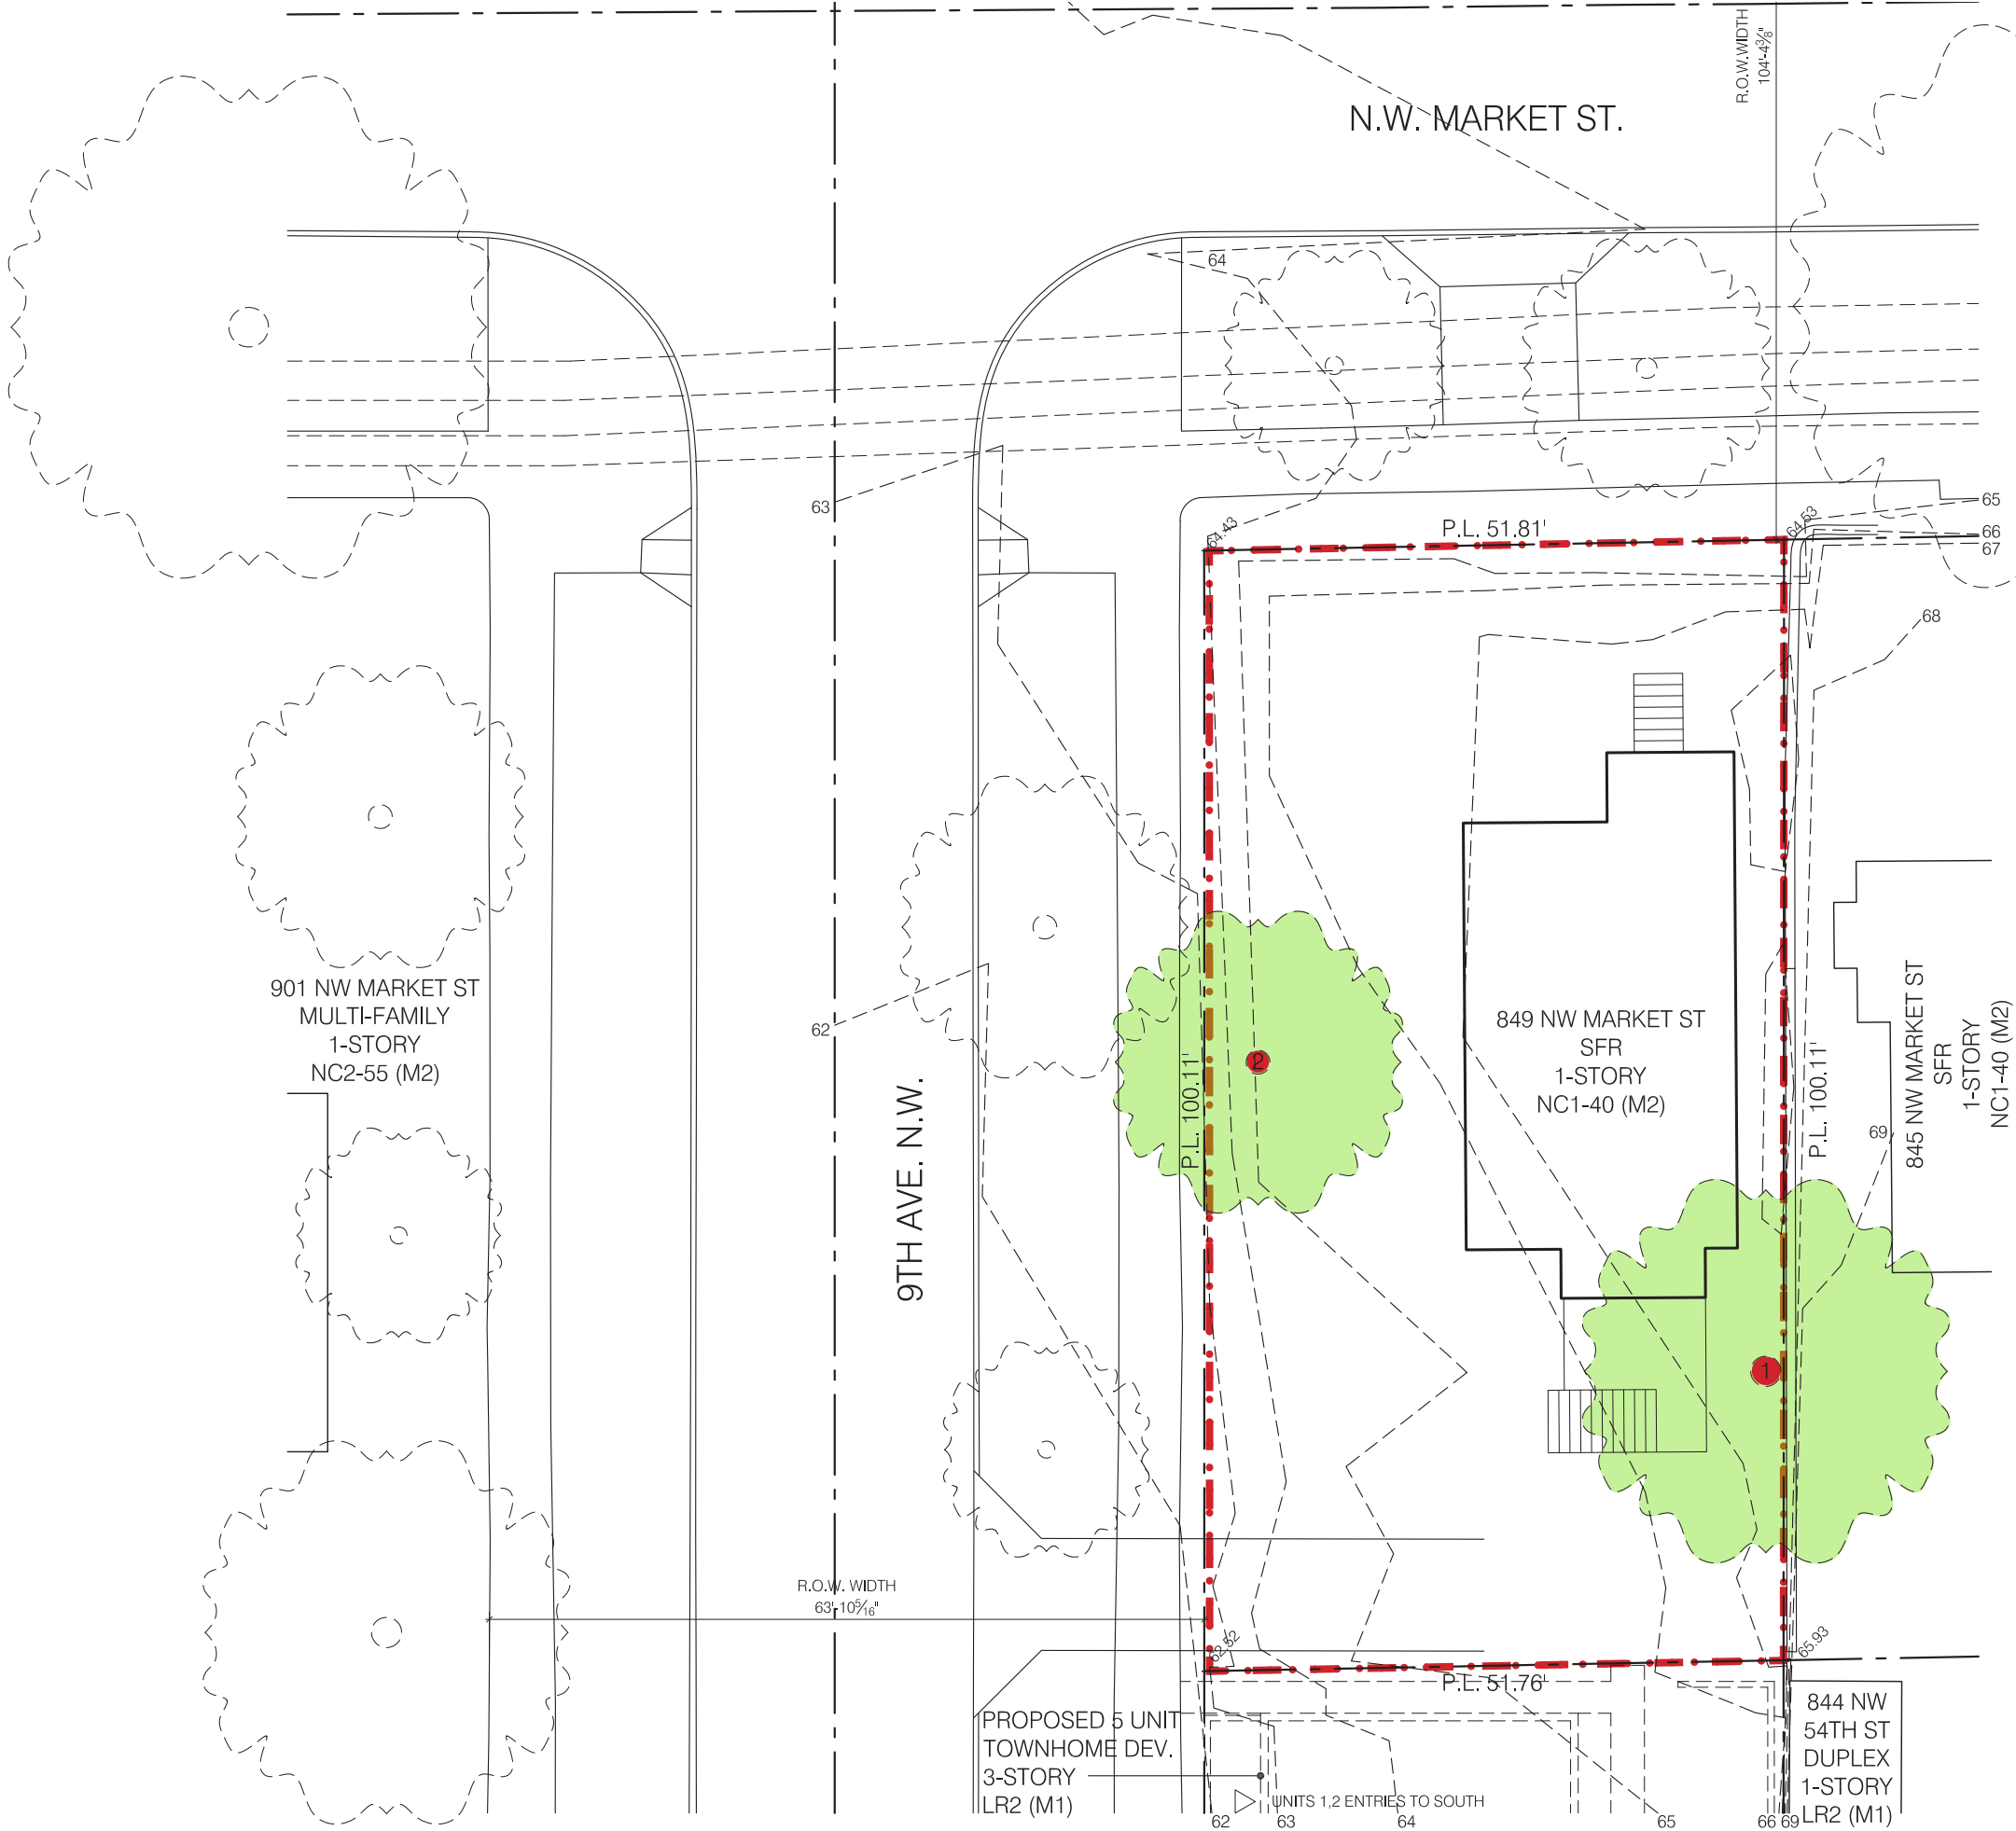 R.O.W.WIDTH
104'-4⅜"
N.W. MARKET ST.
64
63
65
66
67
64.43
P.L. 51.81'
64.53
68
901 NW MARKET ST
MULTI-FAMILY
1-STORY
NC2-55 (M2)
62
9TH AVE. N.W.
P.L. 100.11'
2
849 NW MARKET ST
SFR
1-STORY
NC1-40 (M2)
P.L. 100.11'
69
845 NW MARKET ST
SFR
1-STORY
NC1-40 (M2)
1
R.O.W. WIDTH
63'-10⁵⁄₁₆"
62.52
65.93
P.L. 51.76'
PROPOSED 5 UNIT
TOWNHOME DEV.
3-STORY
LR2 (M1)
UNITS 1,2 ENTRIES TO SOUTH
844 NW
54TH ST
DUPLEX
1-STORY
LR2 (M1)
62 63 64 65 66 69